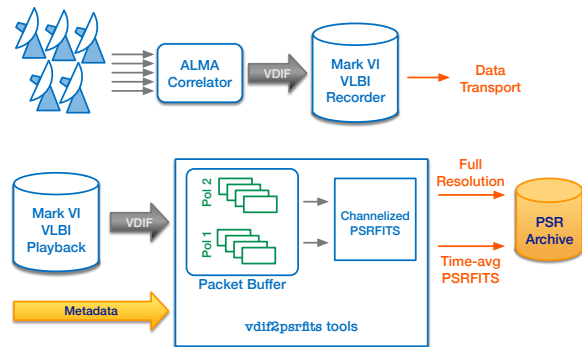 ALMA
Correlator
VDIF
Mark VI
VLBI
Recorder
Data
Transport
Mark VI
VLBI
Playback
VDIF
Metadata
Pol 2
Pol 1
Packet Buffer
Channelized
PSRFITS
vdif2psrfits tools
Full
Resolution
Time-avg
PSRFITS
PSR
Archive